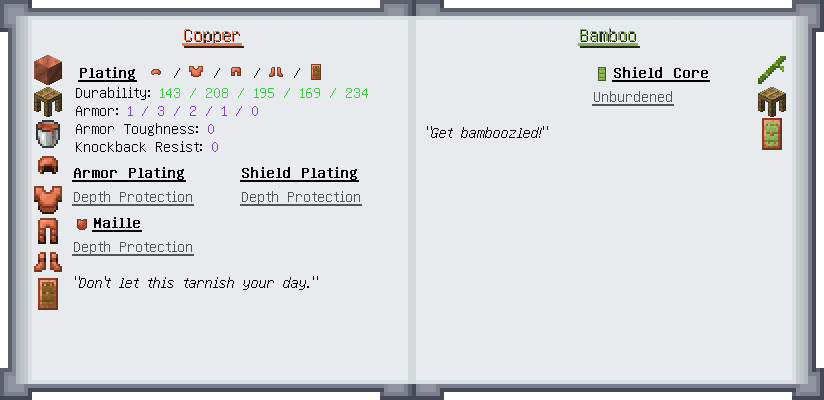 Copper
Plating / / / /
Durability: 143 / 208 / 195 / 169 / 234
Armor: 1 / 3 / 2 / 1 / 0
Armor Toughness: 0
Knockback Resist: 0
Armor Plating Shield Plating
Depth Protection Depth Protection
Maille
Depth Protection
"Don't let this tarnish your day."
Bamboo
Shield Core
Unburdened
"Get bamboozled!"